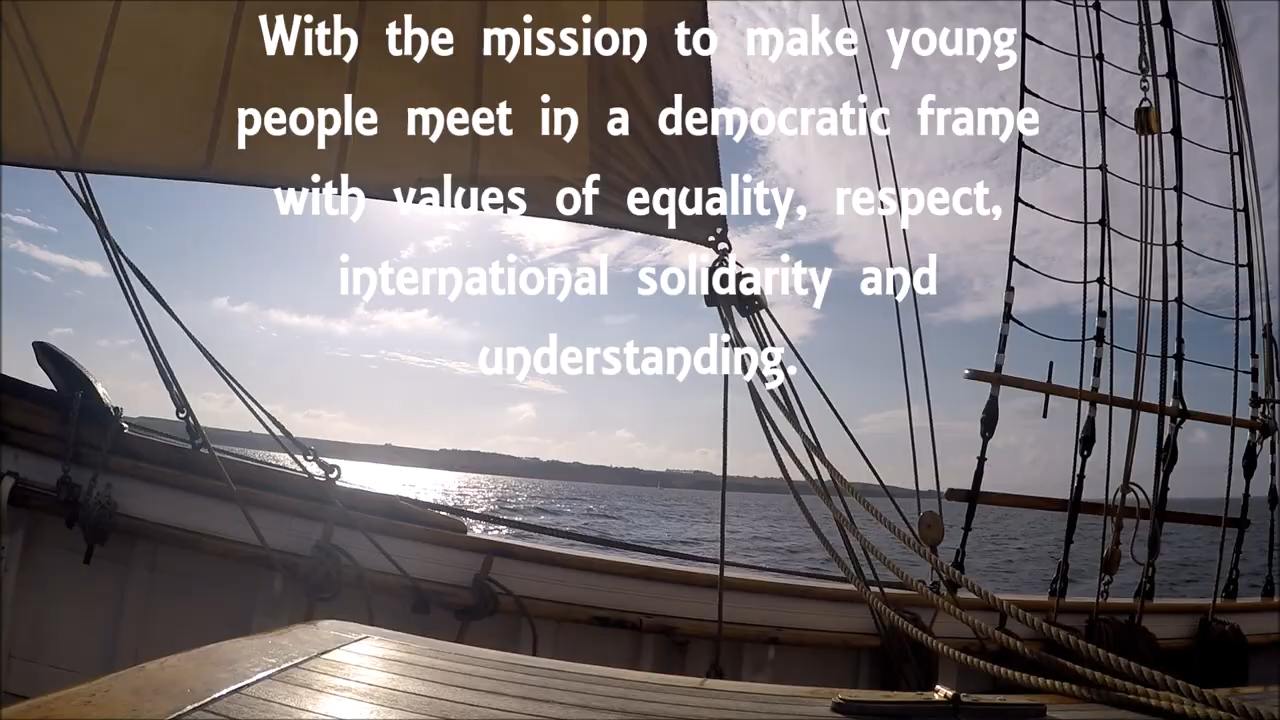 With the mission to make young
people meet in a democratic frame
with values of equality, respect,
international solidarity and
understanding.